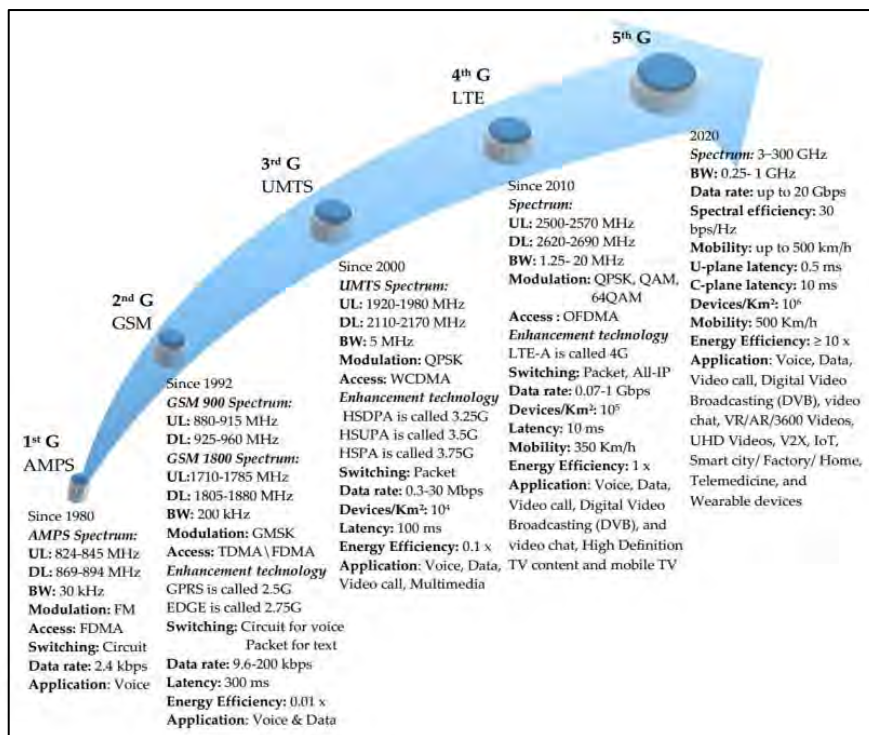 1st G
AMPS
Since 1980
AMPS Spectrum:
UL: 824-845 MHz
DL: 869-894 MHz
BW: 30 kHz
Modulation: FM
Access: FDMA
Switching: Circuit
Data rate: 2.4 kbps
Application: Voice
2nd G
GSM
Since 1992
GSM 900 Spectrum:
UL: 880-915 MHz
DL: 925-960 MHz
GSM 1800 Spectrum:
UL:1710-1785 MHz
DL: 1805-1880 MHz
BW: 200 kHz
Modulation: GMSK
Access: TDMA\FDMA
Enhancement technology
GPRS is called 2.5G
EDGE is called 2.75G
Switching: Circuit for voice
Packet for text
Data rate: 9.6-200 kbps
Latency: 300 ms
Energy Efficiency: 0.01 x
Application: Voice & Data
3rd G
UMTS
Since 2000
UMTS Spectrum:
UL: 1920-1980 MHz
DL: 2110-2170 MHz
BW: 5 MHz
Modulation: QPSK
Access: WCDMA
Enhancement technology
HSDPA is called 3.25G
HSUPA is called 3.5G
HSPA is called 3.75G
Switching: Packet
Data rate: 0.3-30 Mbps
Devices/Km²: 10⁴
Latency: 100 ms
Energy Efficiency: 0.1 x
Application: Voice, Data,
Video call, Multimedia
4th G
LTE
Since 2010
Spectrum:
UL: 2500-2570 MHz
DL: 2620-2690 MHz
BW: 1.25- 20 MHz
Modulation: QPSK, QAM,
64QAM
Access : OFDMA
Enhancement technology
LTE-A is called 4G
Switching: Packet, All-IP
Data rate: 0.07-1 Gbps
Devices/Km²: 10⁵
Latency: 10 ms
Mobility: 350 Km/h
Energy Efficiency: 1 x
Application: Voice, Data,
Video call, Digital Video
Broadcasting (DVB), and
video chat, High Definition
TV content and mobile TV
5th G
2020
Spectrum: 3–300 GHz
BW: 0.25- 1 GHz
Data rate: up to 20 Gbps
Spectral efficiency: 30
bps/Hz
Mobility: up to 500 km/h
U-plane latency: 0.5 ms
C-plane latency: 10 ms
Devices/Km²: 10⁶
Mobility: 500 Km/h
Energy Efficiency: ≥ 10 x
Application: Voice, Data,
Video call, Digital Video
Broadcasting (DVB), video
chat, VR/AR/3600 Videos,
UHD Videos, V2X, IoT,
Smart city/ Factory/ Home,
Telemedicine, and
Wearable devices